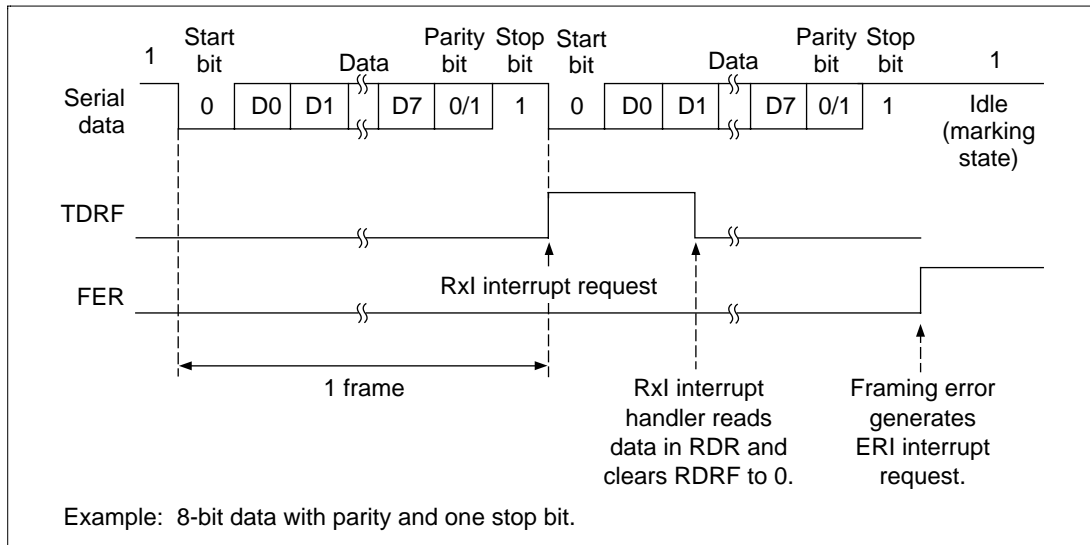 1 Start bit Data Parity bit Stop bit Start bit Data Parity bit Stop bit 1
Serial data 0 D0 D1 D7 0/1 1 0 D0 D1 D7 0/1 1 Idle (marking state)
TDRF
RxI interrupt request
FER
1 frame
RxI interrupt
handler reads
data in RDR and
clears RDRF to 0.
Framing error
generates
ERI interrupt
request.
Example: 8-bit data with parity and one stop bit.